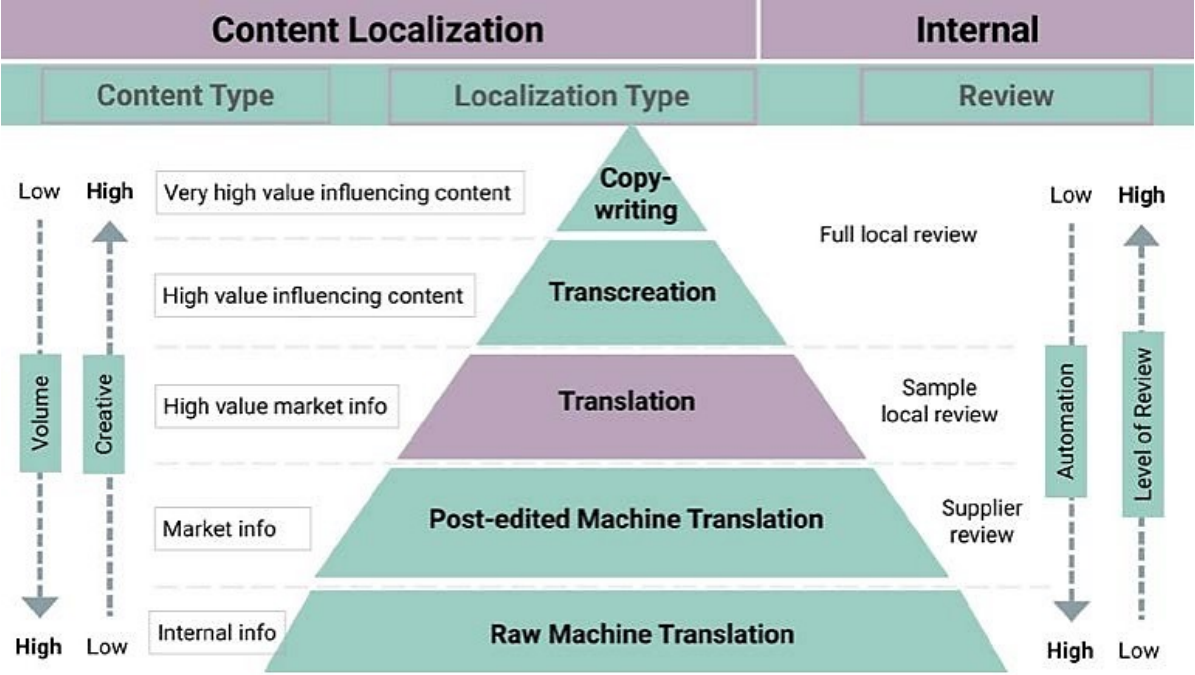 Content Localization
Internal
Content Type
Localization Type
Review
Low
High
Very high value influencing content
Copy-
writing
Full local review
Low
High
High value influencing content
Transcreation
Volume
Creative
High value market info
Translation
Sample
local review
Automation
Level of Review
Market info
Post-edited Machine Translation
Supplier
review
High
Low
Internal info
Raw Machine Translation
High
Low